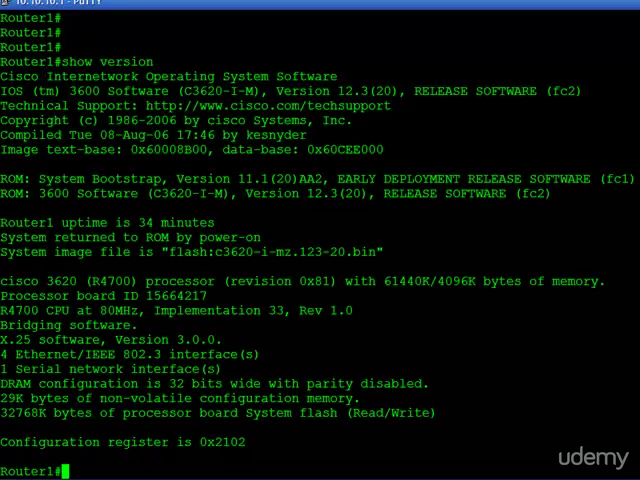 10.10.10.1 - PuTTY
Router1#
Router1#
Router1#
Router1#show version
Cisco Internetwork Operating System Software
IOS (tm) 3600 Software (C3620-I-M), Version 12.3(20), RELEASE SOFTWARE (fc2)
Technical Support: http://www.cisco.com/techsupport
Copyright (c) 1986-2006 by cisco Systems, Inc.
Compiled Tue 08-Aug-06 17:46 by kesnyder
Image text-base: 0x60008B00, data-base: 0x60CEE000
ROM: System Bootstrap, Version 11.1(20)AA2, EARLY DEPLOYMENT RELEASE SOFTWARE (fc1)
ROM: 3600 Software (C3620-I-M), Version 12.3(20), RELEASE SOFTWARE (fc2)
Router1 uptime is 34 minutes
System returned to ROM by power-on
System image file is "flash:c3620-i-mz.123-20.bin"
cisco 3620 (R4700) processor (revision 0x81) with 61440K/4096K bytes of memory.
Processor board ID 15664217
R4700 CPU at 80MHz, Implementation 33, Rev 1.0
Bridging software.
X.25 software, Version 3.0.0.
4 Ethernet/IEEE 802.3 interface(s)
1 Serial network interface(s)
DRAM configuration is 32 bits wide with parity disabled.
29K bytes of non-volatile configuration memory.
32768K bytes of processor board System flash (Read/Write)
Configuration register is 0x2102
Router1#
udemy